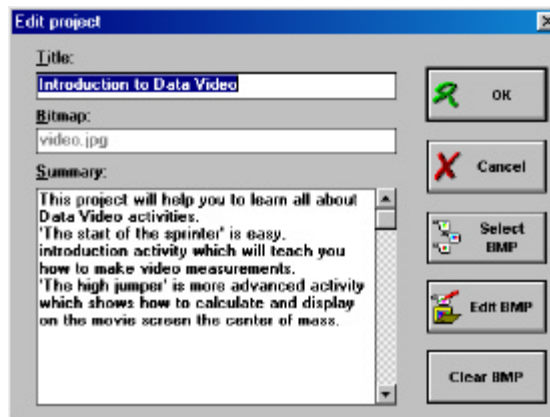 Edit project
Title:
Introduction to Data Video
Bitmap:
video.jpg
Summary:
This project will help you to learn all about
Data Video activities.
'The start of the sprinter' is easy,
introduction activity which will teach you
how to make video measurements.
'The high jumper' is more advanced activity
which shows how to calculate and display
on the movie screen the center of mass.
OK
Cancel
Select
BMP
Edit BMP
Clear BMP